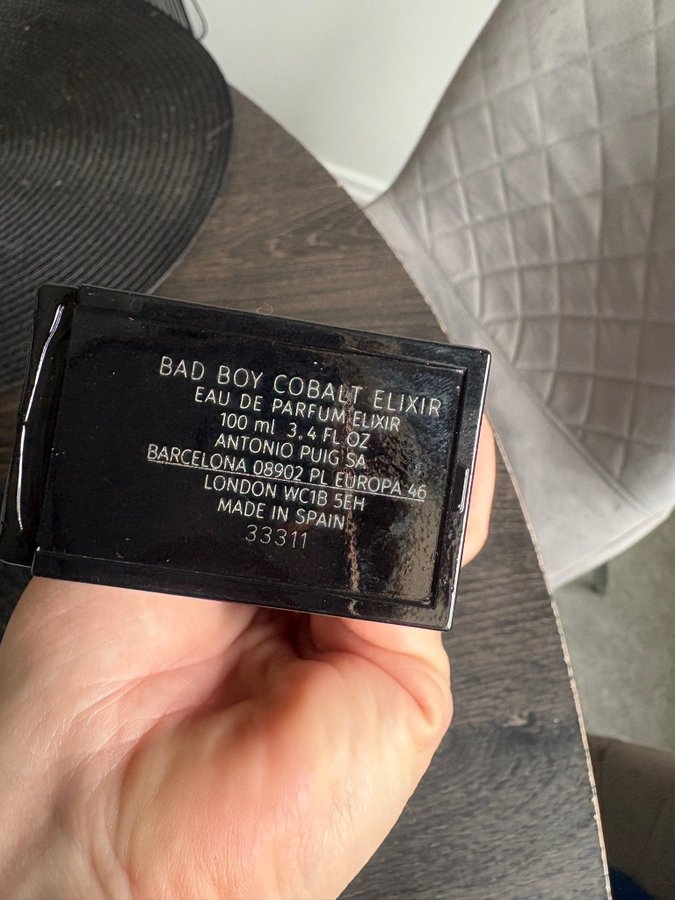 BAD BOY COBALT ELIXIR
EAU DE PARFUM ELIXIR
100 ml 3.4 FL OZ
ANTONIO PUIG SA
BARCELONA 08902 PL EUROPA 46
LONDON WC1B 5EH
MADE IN SPAIN
33311